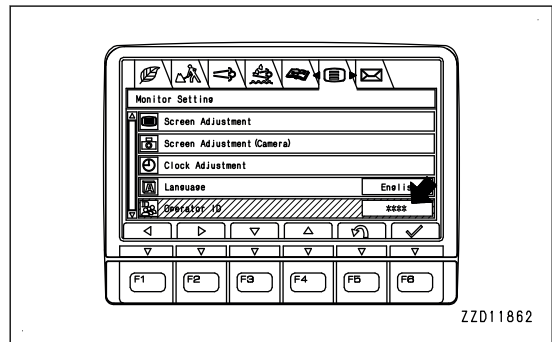 Monitor Setting
Screen Adjustment
Screen Adjustment (Camera)
Clock Adjustment
A
Language
Operator ID
****
F1 F2 F3 F4 F5 F6
ZZD11862